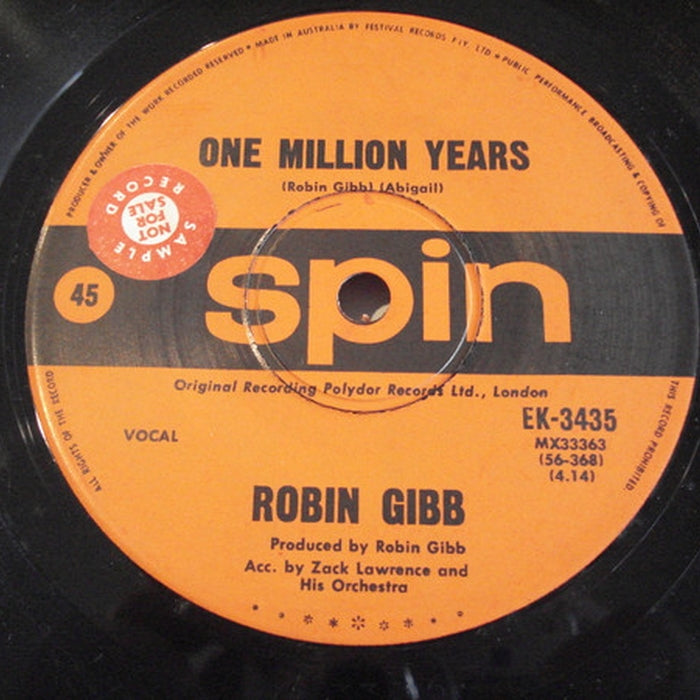 PRODUCER & OWNER OF THE WORK RECORDED RESERVED * MADE IN AUSTRALIA BY FESTIVAL RECORDS PTY. LTD * PUBLIC PERFORMANCE BROADCASTING & COPYING OF
ONE MILLION YEARS
(Robin Gibb) (Abigail)
SAMPLE RECORD
NOT FOR SALE
45
spin
Original Recording Polydor Records Ltd., London
EK-3435
VOCAL
MX33363
(56-368)
(4.14)
ROBIN GIBB
Produced by Robin Gibb
Acc. by Zack Lawrence and
His Orchestra
ALL RIGHTS OF THE RECORD
THIS RECORD PROHIBITED.